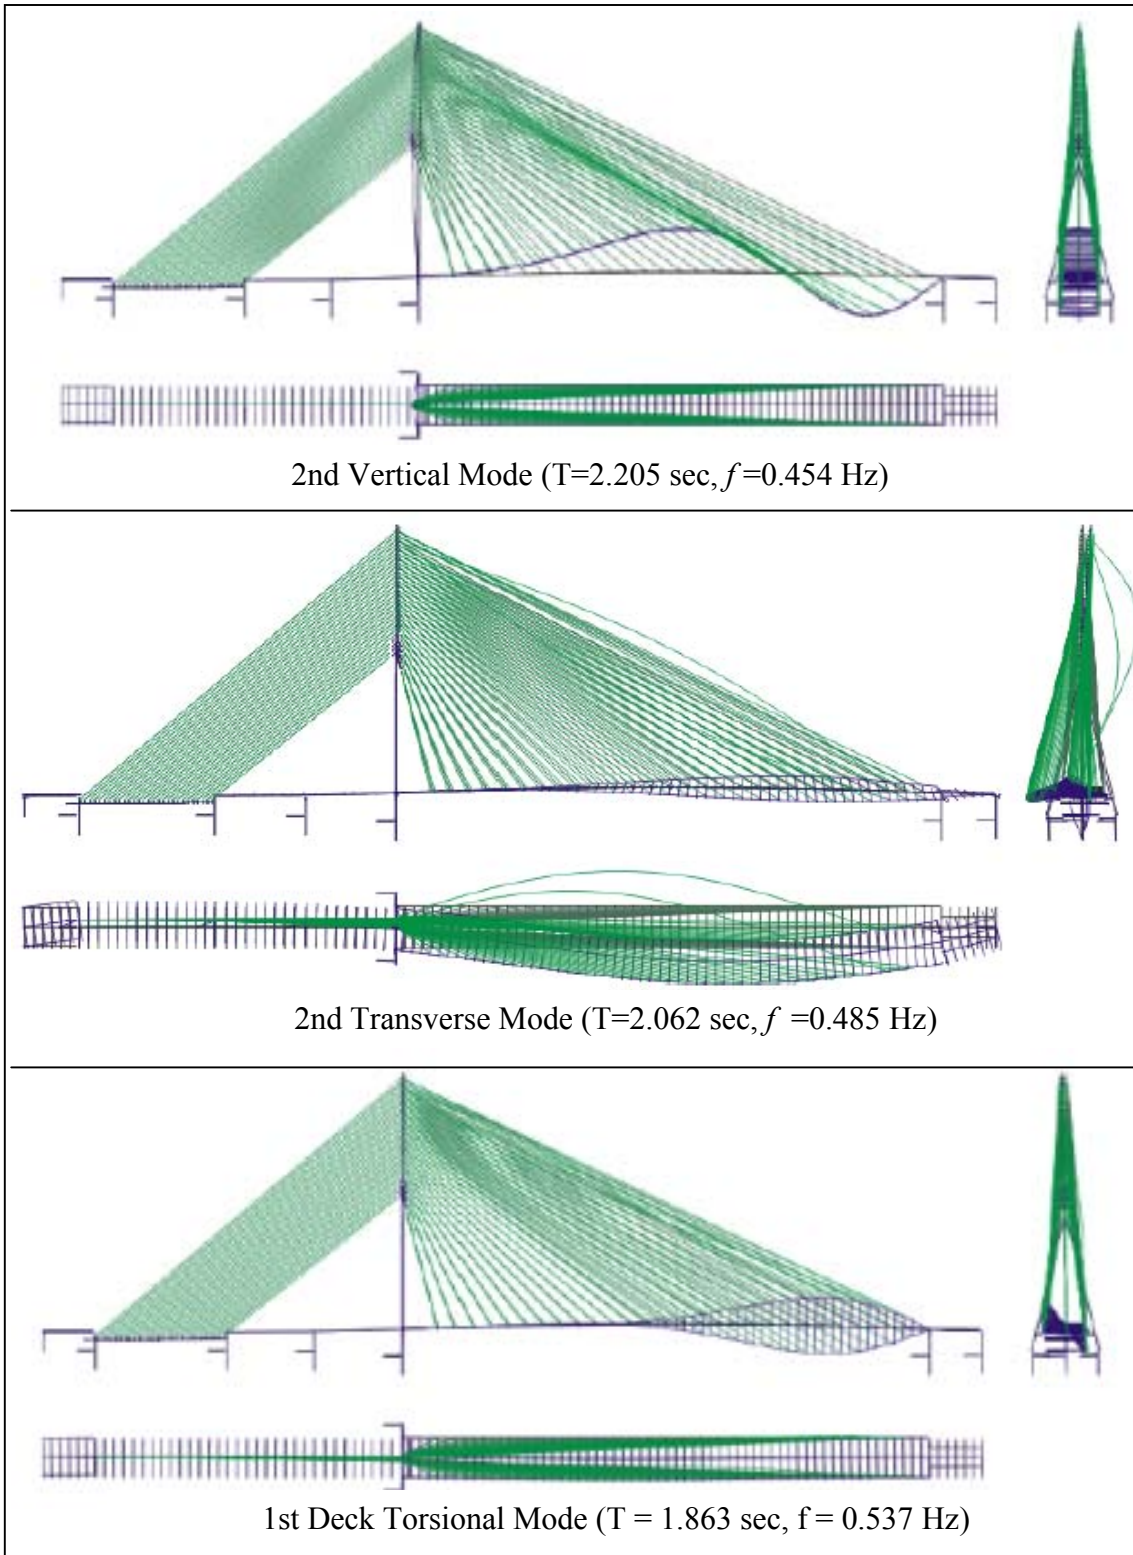 2nd Vertical Mode (T=2.205 sec, f =0.454 Hz)
2nd Transverse Mode (T=2.062 sec, f =0.485 Hz)
1st Deck Torsional Mode (T = 1.863 sec, f = 0.537 Hz)